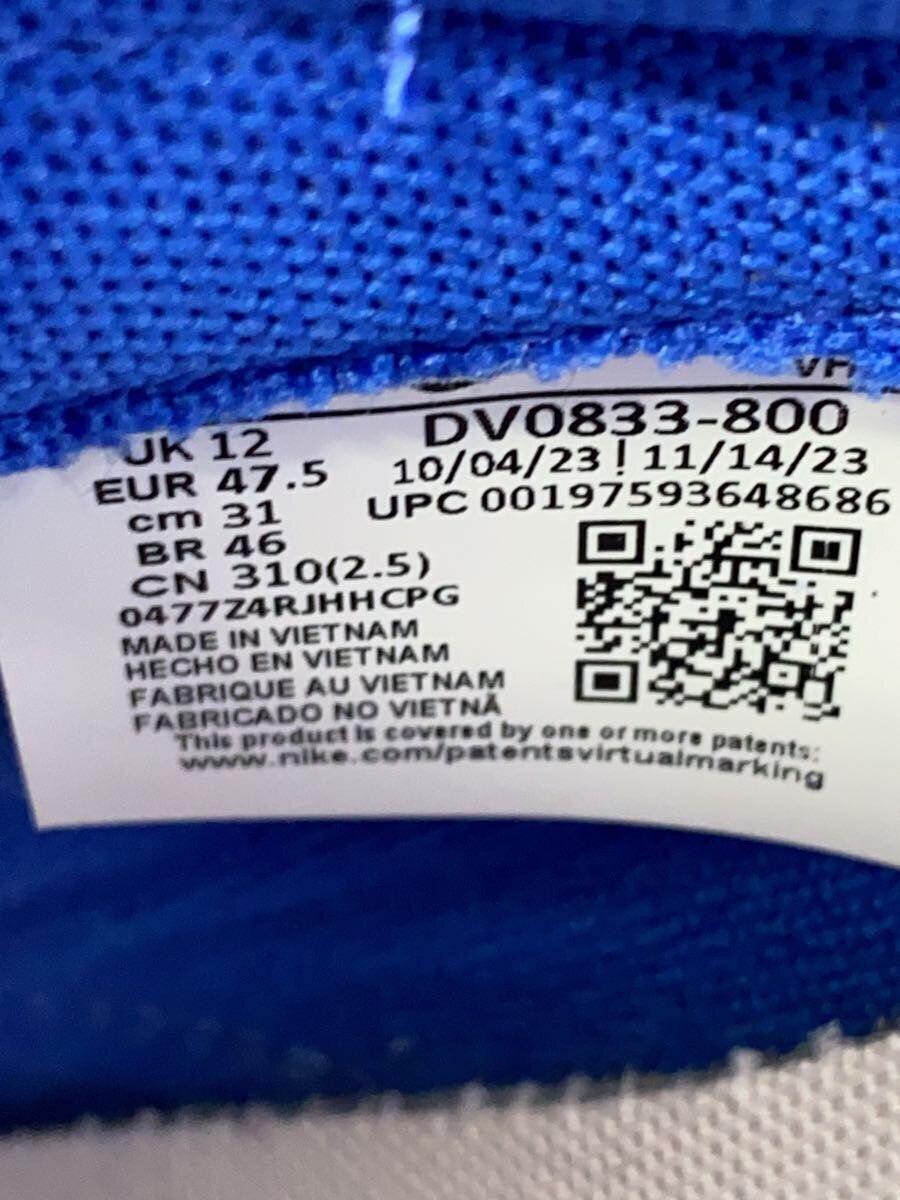 UK 12
EUR 47.5
cm 31
BR 46
CN 310(2.5)
DV0833-800
10/04/23 ! 11/14/23
UPC 00197593648686
0477Z4RJHHCPG
MADE IN VIETNAM
HECHO EN VIETNAM
FABRIQUE AU VIETNAM
FABRICADO NO VIETNÃ
This product is covered by one or more patents:
www.nike.com/patentsvirtualmarking